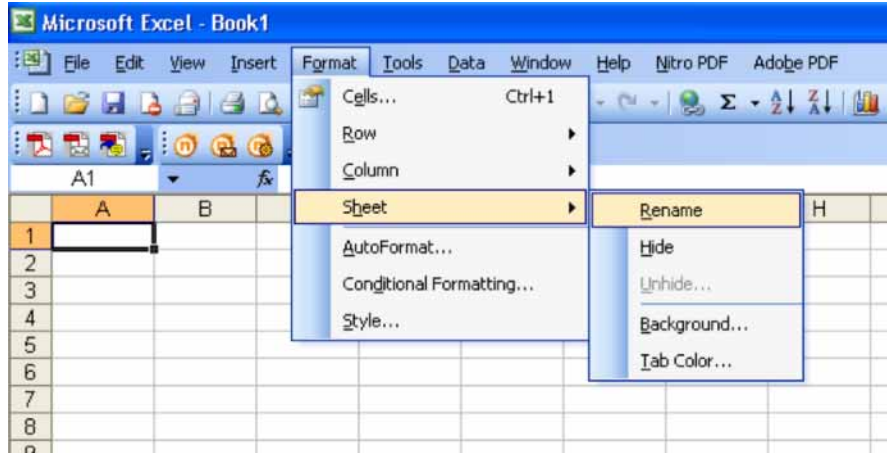 Microsoft Excel - Book1
File Edit View Insert Format Tools Data Window Help Nitro PDF Adobe PDF
Cells... Ctrl+1
Row
Column
Sheet
AutoFormat...
Conditional Formatting...
Style...
Rename
Hide
Unhide...
Background...
Tab Color...
Σ A Z Z A
A1 fx
A B H
1
2
3
4
5
6
7
8
9